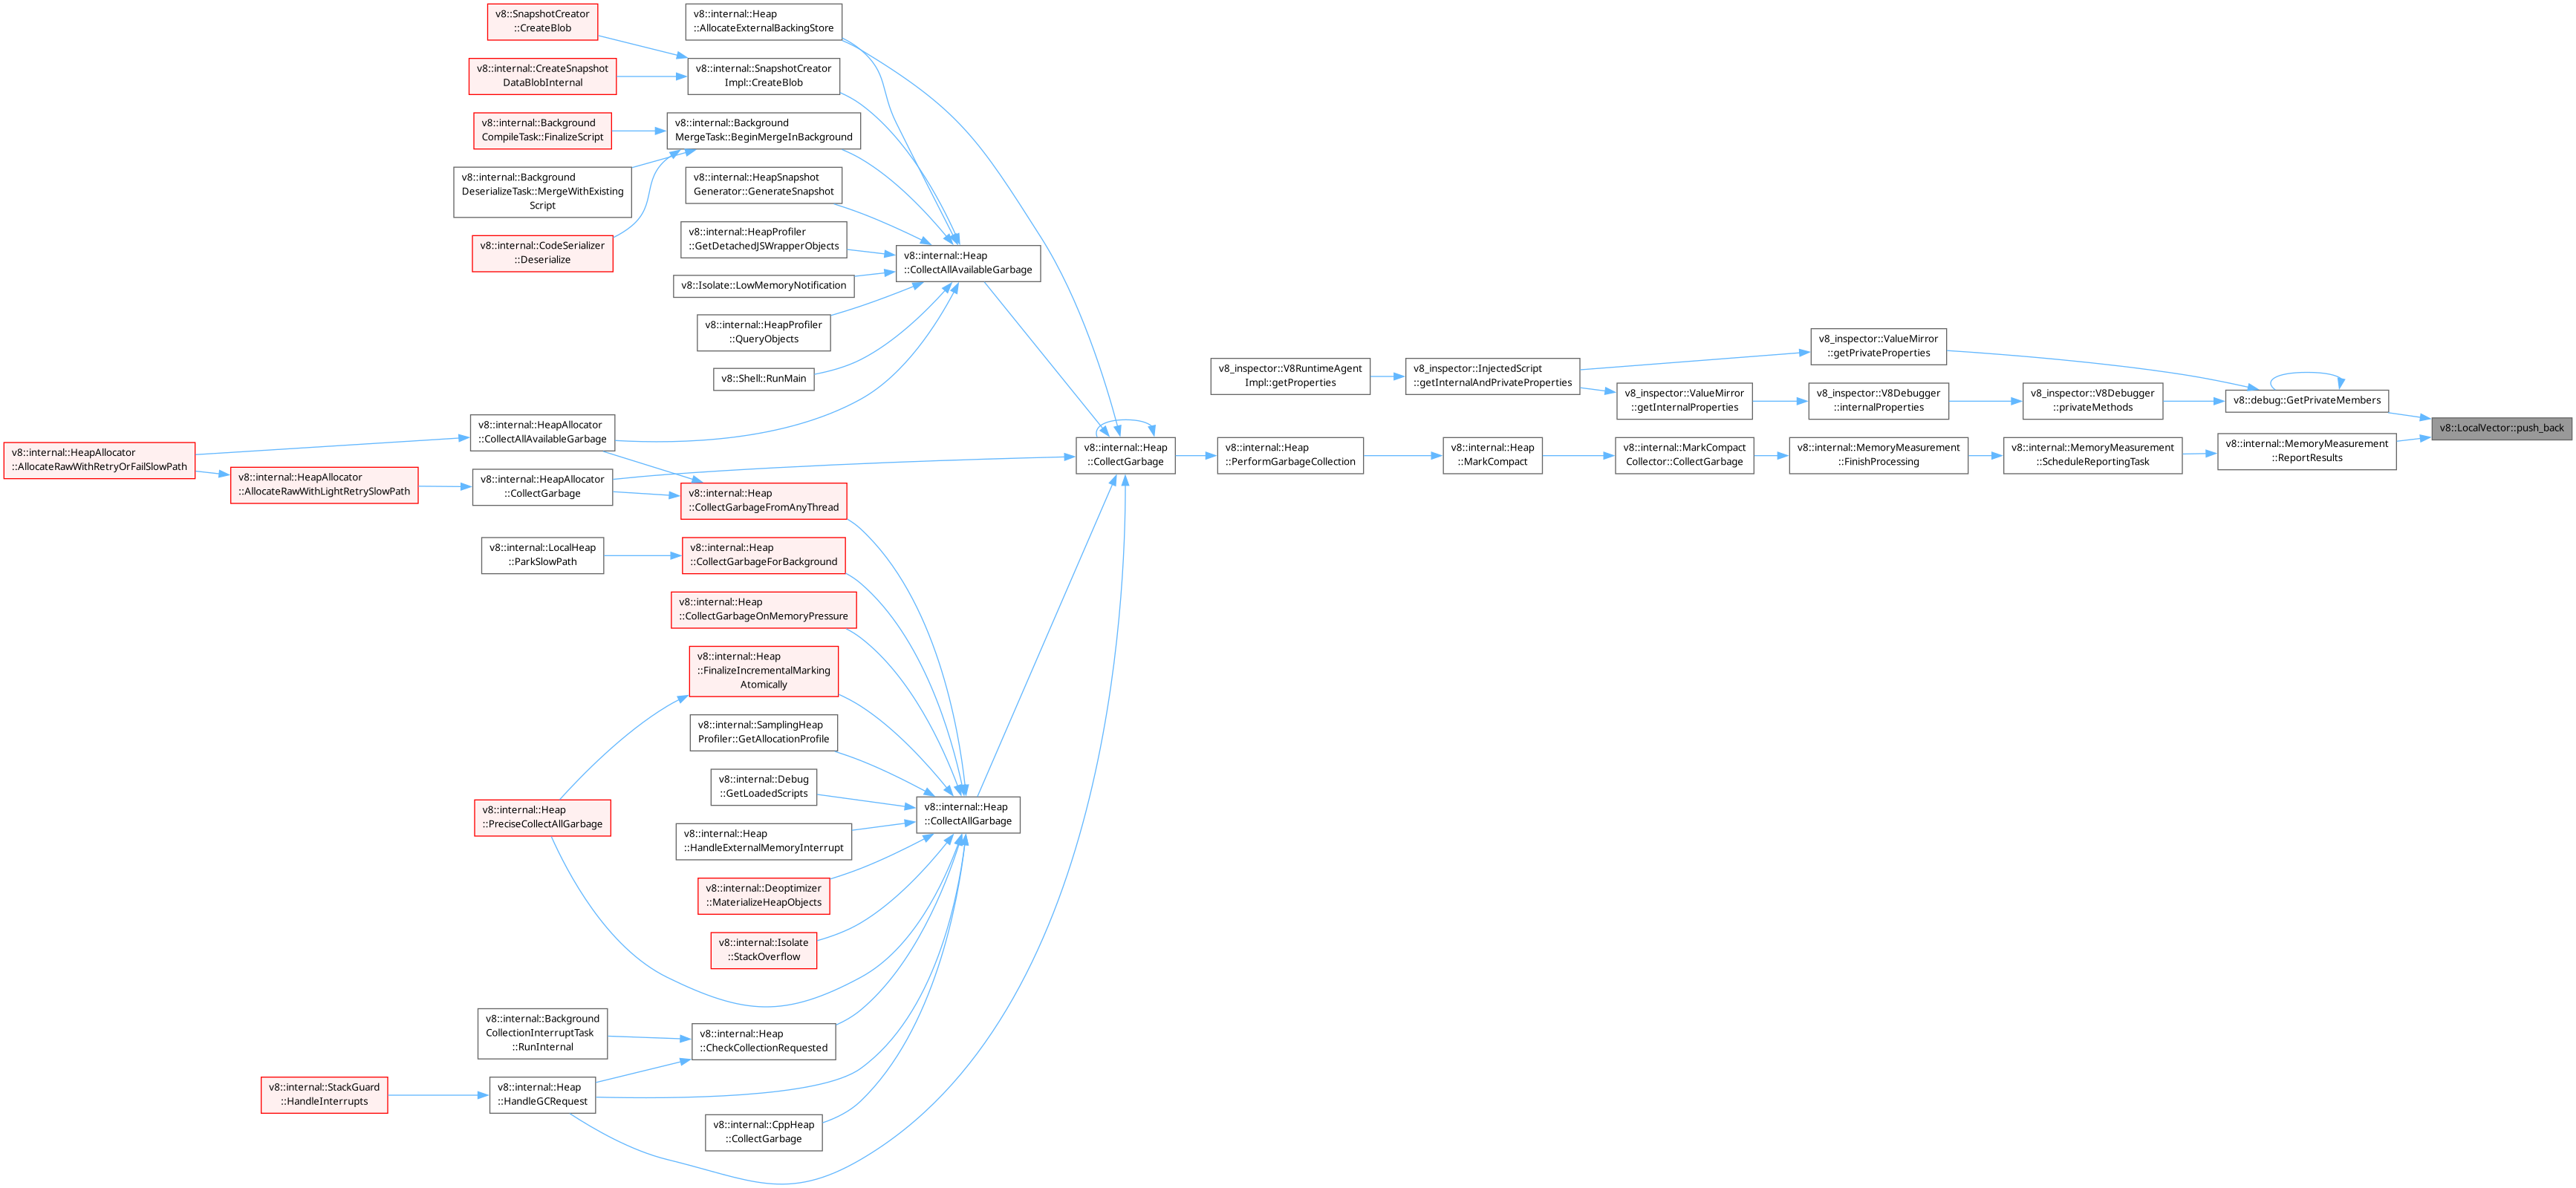 v8::SnapshotCreator
::CreateBlob
v8::internal::Heap
::AllocateExternalBackingStore
v8::internal::CreateSnapshot
DataBlobInternal
v8::internal::SnapshotCreator
Impl::CreateBlob
v8::internal::Background
CompileTask::FinalizeScript
v8::internal::Background
MergeTask::BeginMergeInBackground
v8::internal::Background
DeserializeTask::MergeWithExisting
Script
v8::internal::HeapSnapshot
Generator::GenerateSnapshot
v8::internal::CodeSerializer
::Deserialize
v8::internal::HeapProfiler
::GetDetachedJSWrapperObjects
v8::internal::Heap
::CollectAllAvailableGarbage
v8::Isolate::LowMemoryNotification
v8::internal::HeapProfiler
::QueryObjects
v8::Shell::RunMain
v8_inspector::V8RuntimeAgent
Impl::getProperties
v8_inspector::InjectedScript
::getInternalAndPrivateProperties
v8_inspector::ValueMirror
::getPrivateProperties
v8_inspector::ValueMirror
::getInternalProperties
v8_inspector::V8Debugger
::internalProperties
v8_inspector::V8Debugger
::privateMethods
v8::debug::GetPrivateMembers
v8::LocalVector::push_back
v8::internal::HeapAllocator
::CollectAllAvailableGarbage
v8::internal::HeapAllocator
::AllocateRawWithRetryOrFailSlowPath
v8::internal::HeapAllocator
::AllocateRawWithLightRetrySlowPath
v8::internal::HeapAllocator
::CollectGarbage
v8::internal::Heap
::CollectGarbageFromAnyThread
v8::internal::Heap
::CollectGarbage
v8::internal::Heap
::PerformGarbageCollection
v8::internal::Heap
::MarkCompact
v8::internal::MarkCompact
Collector::CollectGarbage
v8::internal::MemoryMeasurement
::FinishProcessing
v8::internal::MemoryMeasurement
::ScheduleReportingTask
v8::internal::MemoryMeasurement
::ReportResults
v8::internal::LocalHeap
::ParkSlowPath
v8::internal::Heap
::CollectGarbageForBackground
v8::internal::Heap
::CollectGarbageOnMemoryPressure
v8::internal::Heap
::FinalizeIncrementalMarking
Atomically
v8::internal::SamplingHeap
Profiler::GetAllocationProfile
v8::internal::Debug
::GetLoadedScripts
v8::internal::Heap
::PreciseCollectAllGarbage
v8::internal::Heap
::CollectAllGarbage
v8::internal::Heap
::HandleExternalMemoryInterrupt
v8::internal::Deoptimizer
::MaterializeHeapObjects
v8::internal::Isolate
::StackOverflow
v8::internal::Background
CollectionInterruptTask
::RunInternal
v8::internal::Heap
::CheckCollectionRequested
v8::internal::StackGuard
::HandleInterrupts
v8::internal::Heap
::HandleGCRequest
v8::internal::CppHeap
::CollectGarbage